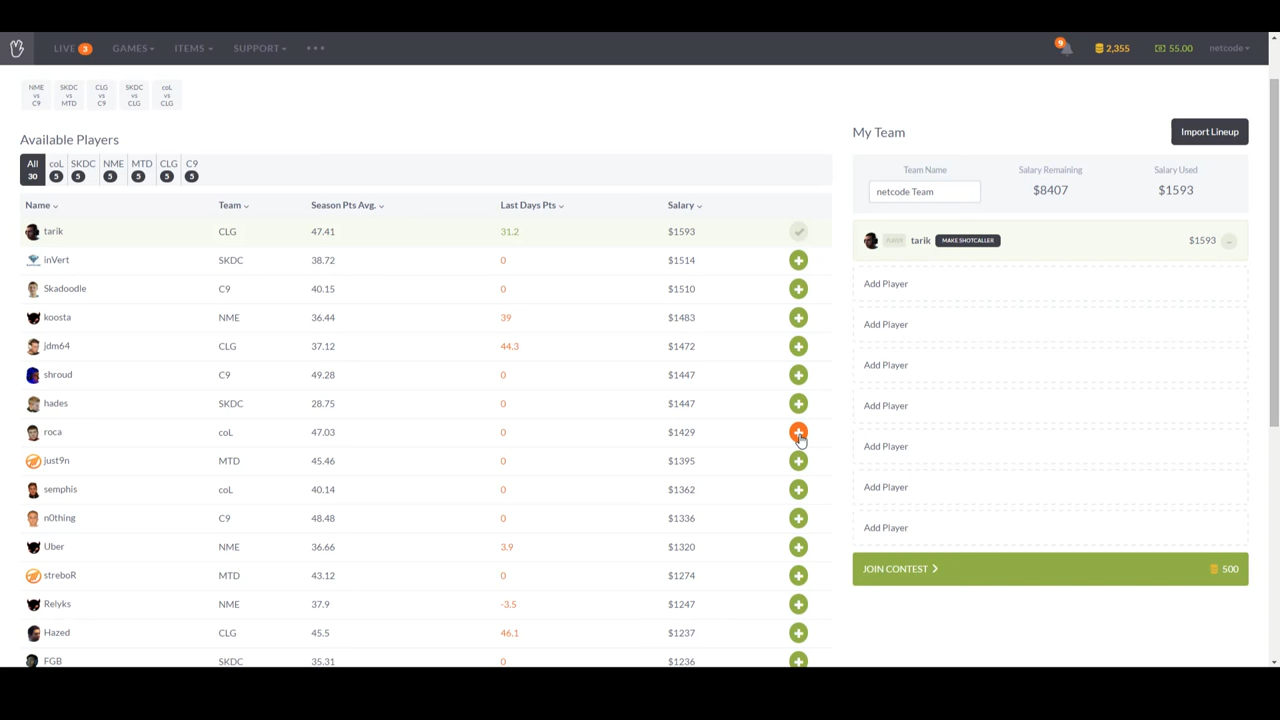 LIVE 3 GAMES ITEMS SUPPORT 9 2,355 55.00 netcode
NME vs C9
SKDC vs MTD
CLG vs C9
SKDC vs CLG
coL vs CLG
Available Players
All 30 coL 5 SKDC 5 NME 5 MTD 5 CLG 5 C9 5
Name Team Season Pts Avg. Last Days Pts Salary
tarik CLG 47.41 31.2 $1593
inVert SKDC 38.72 0 $1514
Skadoodle C9 40.15 0 $1510
koosta NME 36.44 39 $1483
jdm64 CLG 37.12 44.3 $1472
shroud C9 49.28 0 $1447
hades SKDC 28.75 0 $1447
roca coL 47.03 0 $1429
just9n MTD 45.46 0 $1395
semphis coL 40.14 0 $1362
n0thing C9 48.48 0 $1336
Uber NME 36.66 3.9 $1320
streboR MTD 43.12 0 $1274
Relyks NME 37.9 -3.5 $1247
Hazed CLG 45.5 46.1 $1237
FGB SKDC 35.31 0 $1236
My Team Import Lineup
Team Name Salary Remaining Salary Used
netcode Team $8407 $1593
PLAYER tarik MAKE SHOTCALLER $1593
Add Player
Add Player
Add Player
Add Player
Add Player
Add Player
Add Player
JOIN CONTEST 500